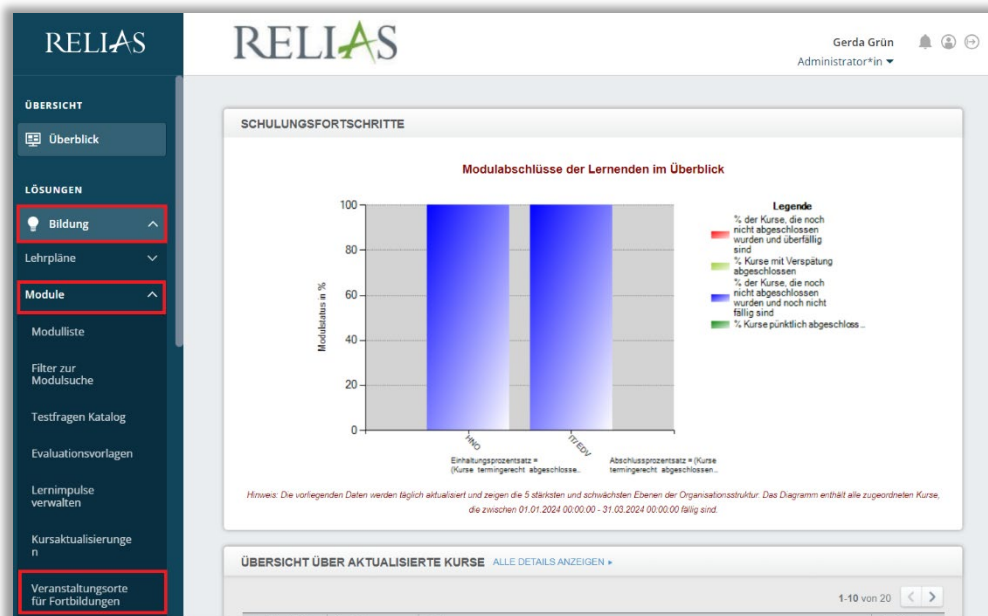 RELIAS
RELIAS
Gerda Grün
Administrator*in
ÜBERSICHT
Überblick
LÖSUNGEN
Bildung
Lehrpläne
Module
Modulliste
Filter zur
Modulsuche
Testfragen Katalog
Evaluationsvorlagen
Lernimpulse
verwalten
Kursaktualisierunge
n
Veranstaltungsorte
für Fortbildungen
SCHULUNGSFORTSCHRITTE
Modulabschlüsse der Lernenden im Überblick
Modulstatus in %
100
80
60
40
20
0
HNO
IT/EDV
Einhaltungsprozentsatz =
(Kurse termingerecht abgeschlosse..
Abschlussprozentsatz = (Kurse
termingerecht abgeschlossen..
Legende
% der Kurse, die noch
nicht abgeschlossen
wurden und überfällig
sind
% Kurse mit Verspätung
abgeschlossen
% der Kurse, die noch
nicht abgeschlossen
wurden und noch nicht
fällig sind
% Kurse pünktlich abgeschloss..
Hinweis: Die vorliegenden Daten werden täglich aktualisiert und zeigen die 5 stärksten und schwächsten Ebenen der Organisationsstruktur. Das Diagramm enthält alle zugeordneten Kurse,
die zwischen 01.01.2024 00:00:00 - 31.03.2024 00:00:00 fällig sind.
ÜBERSICHT ÜBER AKTUALISIERTE KURSE ALLE DETAILS ANZEIGEN
1-10 von 20